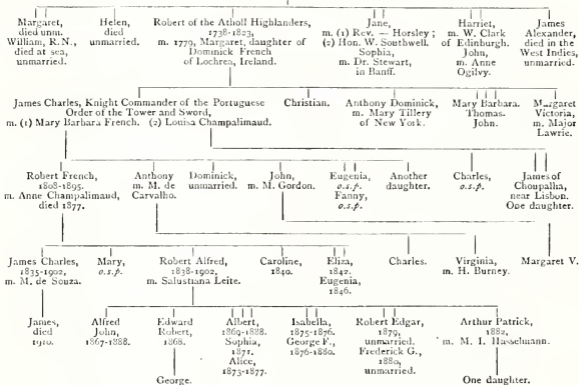 Margaret,
died unm.
William, R.N.,
died at sea,
unmarried.
Helen,
died
unmarried.
Robert of the Atholl Highlanders,
1738-1823,
m. 1779, Margaret, daughter of
Dominick French
of Lochrea, Ireland.
Jane,
m. (1) Rev. — Horsley;
(2) Hon. W. Southwell.
Sophia,
m. Dr. Stewart,
in Banff.
Harriet,
m. W. Clark
of Edinburgh.
John,
m. Anne
Ogilvy.
James
Alexander,
died in the
West Indies,
unmarried.
James Charles, Knight Commander of the Portuguese
Order of the Tower and Sword,
m. (1) Mary Barbara French. (2) Louisa Champalimaud.
Christian.
Anthony Dominick,
m. Mary Tillery
of New York.
Mary Barbara.
Thomas.
John.
Margaret
Victoria,
m. Major
Lawrie.
Robert French,
1808-1895.
m. Anne Champalimaud,
died 1877.
Anthony
m. M. de
Carvalho.
Dominick,
unmarried.
John,
m. M. Gordon.
Eugenia,
o.s.p.
Fanny,
o.s.p.
Another
daughter.
Charles,
o.s.p.
James of
Choupalha,
near Lisbon.
One daughter.
James Charles,
1835-1902,
m. M. de Souza.
Mary,
o.s.p.
Robert Alfred,
1838-1902,
m. Salustiana Leite.
Caroline,
1840.
Eliza,
1842.
Eugenia,
1846.
Charles.
Virginia,
m. H. Burney.
Margaret V.
James,
died
1910.
Alfred
John,
1867-1888.
Edward
Robert,
1868.
George.
Albert,
1869-1888.
Sophia,
1871.
Alice,
1873-1877.
Isabella,
1875-1876.
George F.,
1876-1880.
Robert Edgar,
1879,
unmarried.
Frederick G.,
1880,
unmarried.
Arthur Patrick,
1882,
m. M. I. Hasselmann.
One daughter.